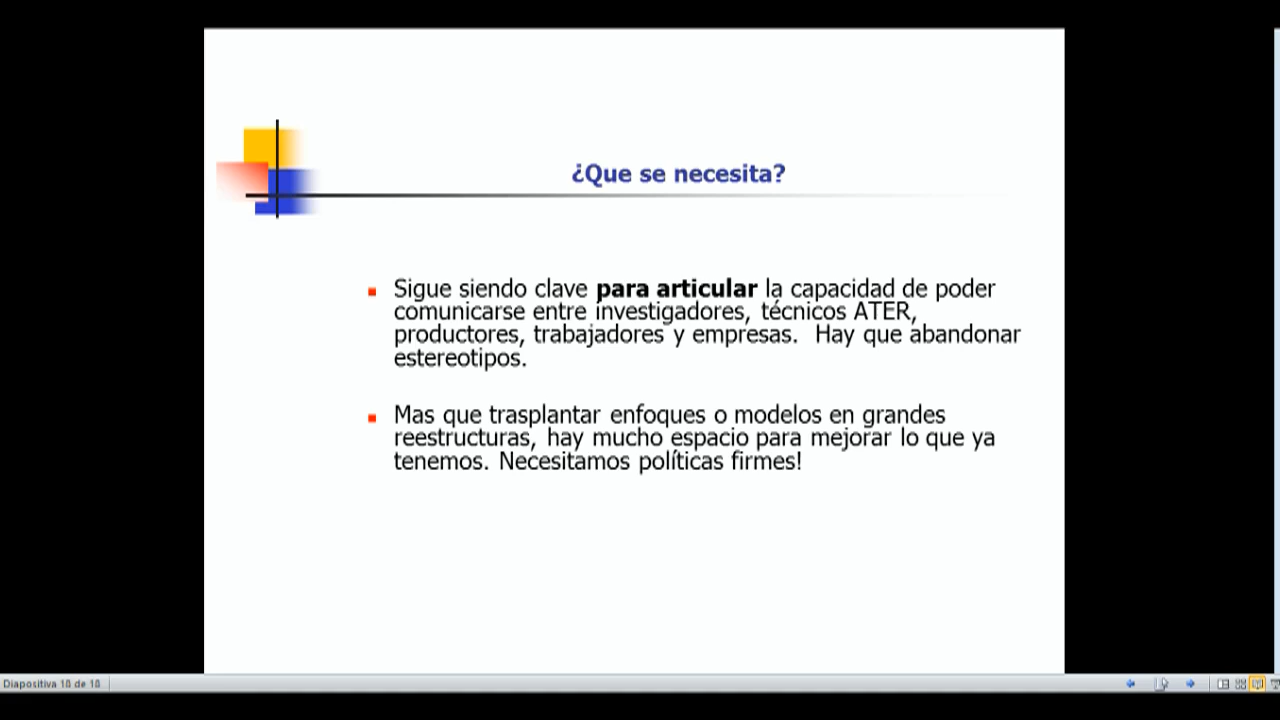 ¿Que se necesita?
Sigue siendo clave para articular la capacidad de poder
comunicarse entre investigadores, técnicos ATER,
productores, trabajadores y empresas.  Hay que abandonar
estereotipos.
Mas que trasplantar enfoques o modelos en grandes
reestructuras, hay mucho espacio para mejorar lo que ya
tenemos. Necesitamos políticas firmes!
Diapositiva 18 de 18